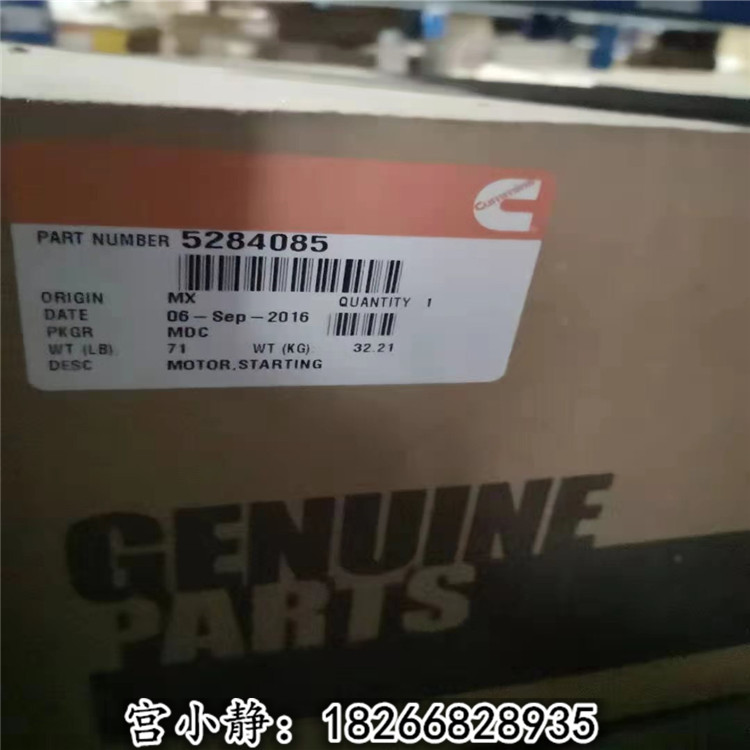 Cummins
PART NUMBER 5284085
ORIGIN MX QUANTITY 1
DATE 06-Sep-2016
PKGR MDC
WT (LB). 71 WT (KG). 32.21
DESC MOTOR,STARTING
GENUINE
PARTS
宫小静：18266828935